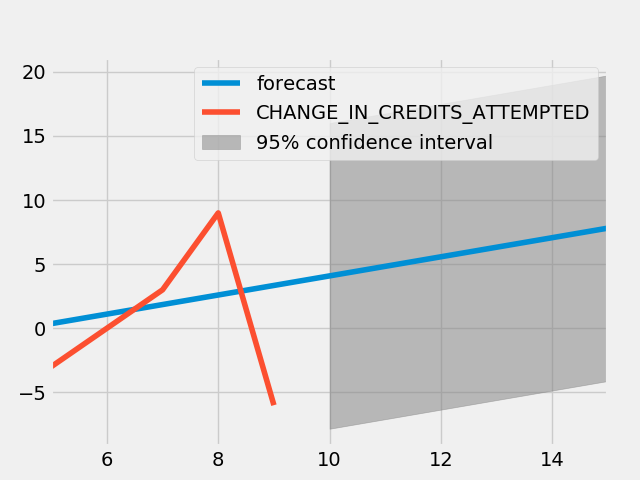 forecast
CHANGE_IN_CREDITS_ATTEMPTED
95% confidence interval
20
15
10
5
0
−5
6 8 10 12 14